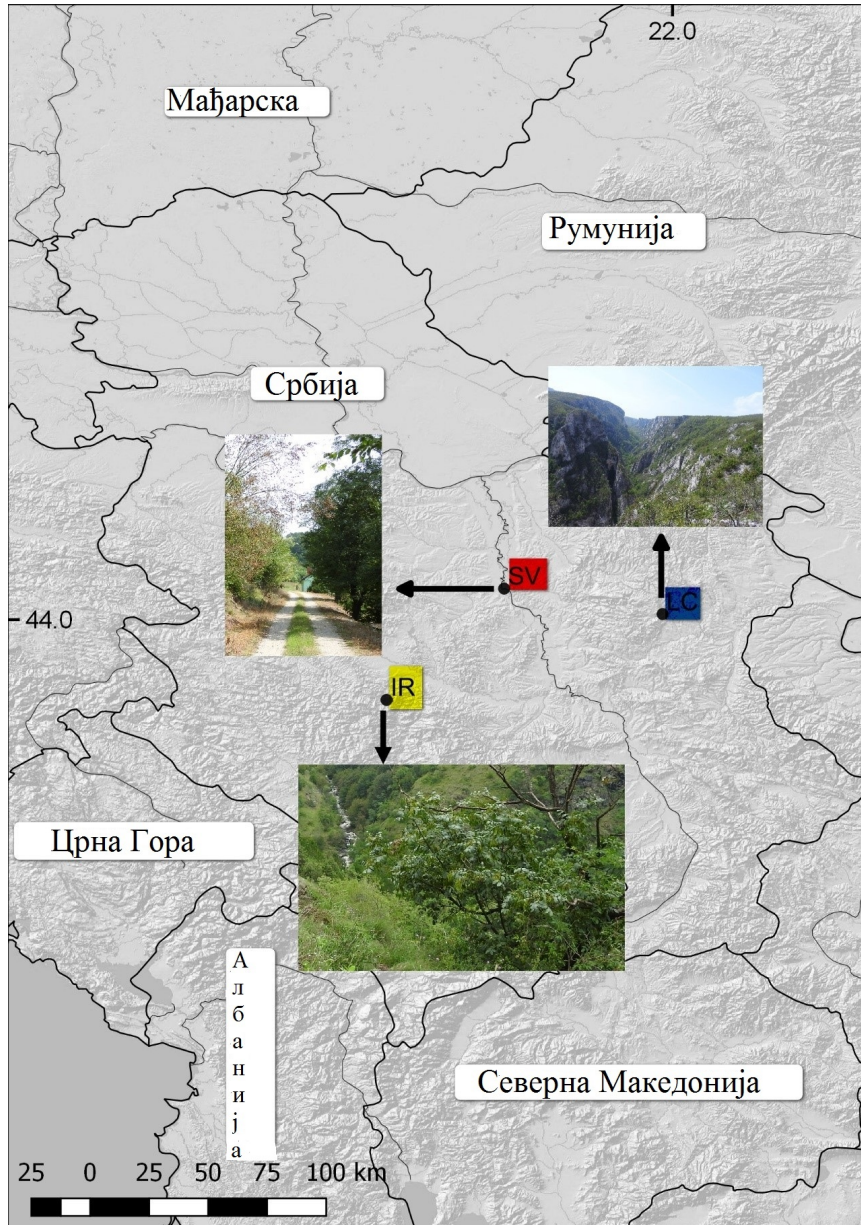 22.0
Мађарска
Румунија
Србија
SV
LC
44.0
IR
Црна Гора
Албанија
Северна Македонија
25 0 25 50 75 100 km